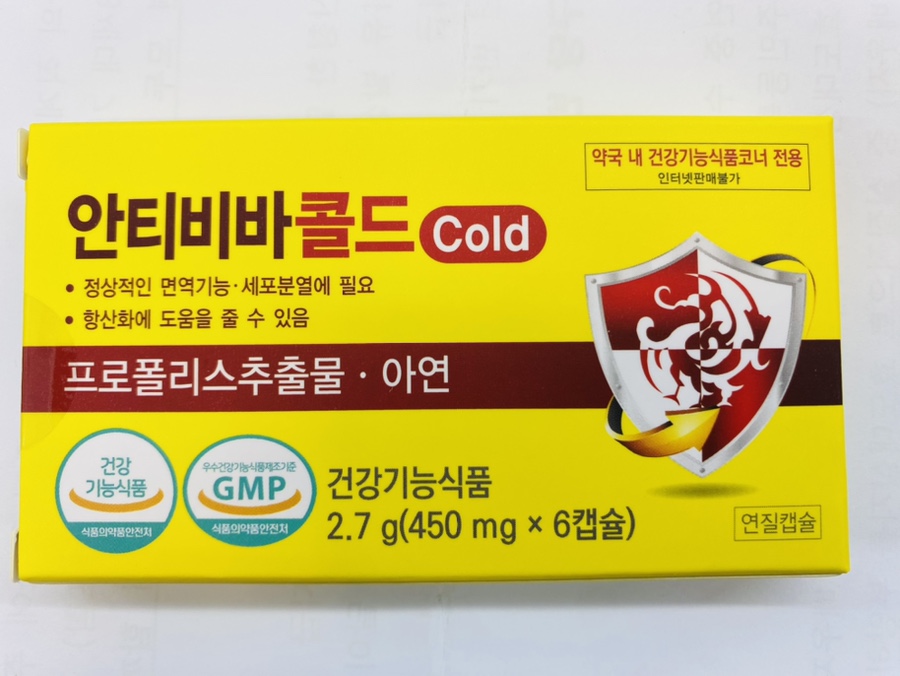 약국 내 건강기능식품코너 전용
인터넷판매불가
안티비바콜드 Cold
• 정상적인 면역기능·세포분열에 필요
• 항산화에 도움을 줄 수 있음
프로폴리스추출물 · 아연
건강
기능식품
식품의약품안전처
우수건강기능식품제조기준
GMP
식품의약품안전처
건강기능식품
2.7 g(450 mg × 6캡슐)
연질캡슐